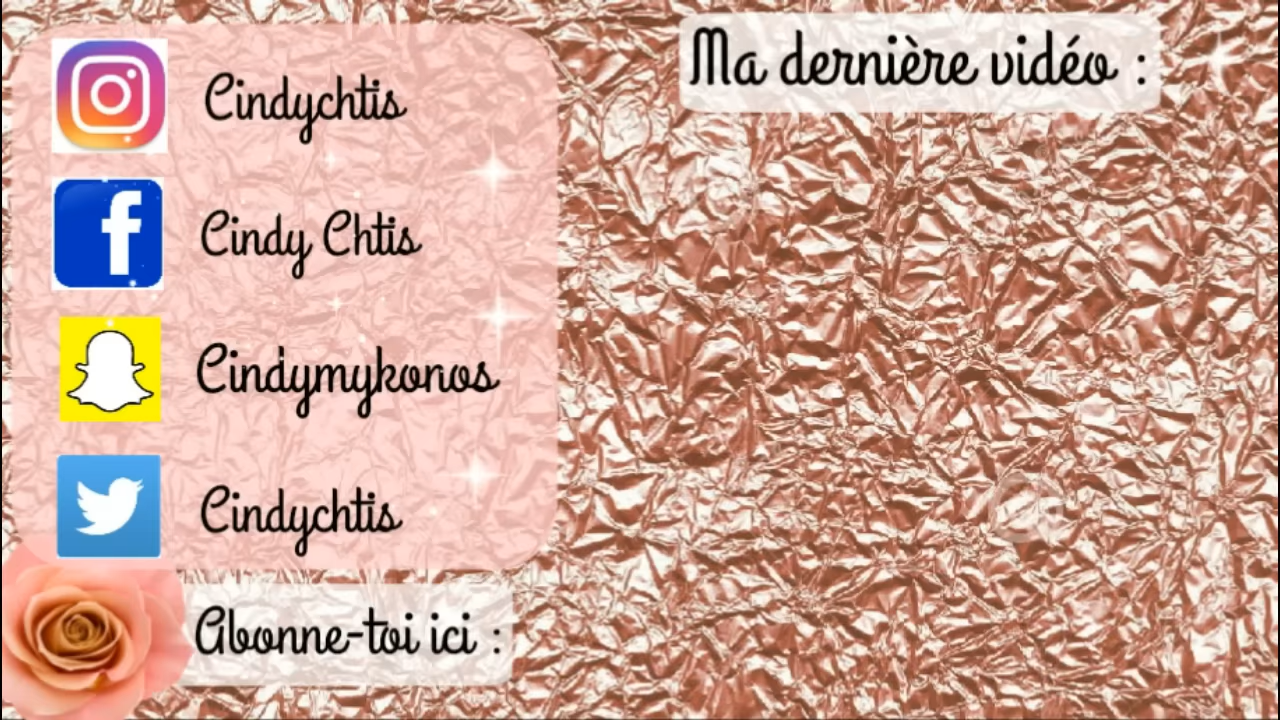 Cindychtis
Cindy Chtis
Cindymykonos
Cindychtis
Abonne-toi ici :
Ma dernière vidéo :